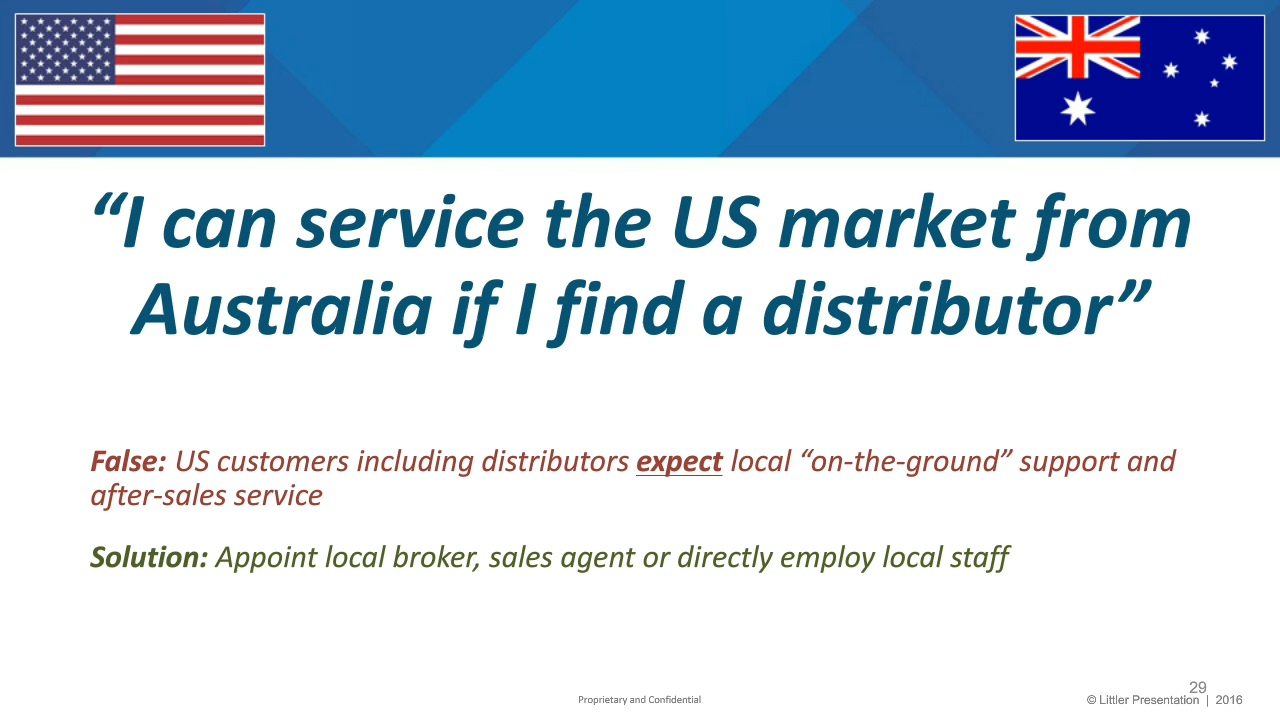 “I can service the US market from
Australia if I find a distributor”
False: US customers including distributors expect local “on-the-ground” support and
after-sales service
Solution: Appoint local broker, sales agent or directly employ local staff
29
Proprietary and Confidential
© Littler Presentation | 2016